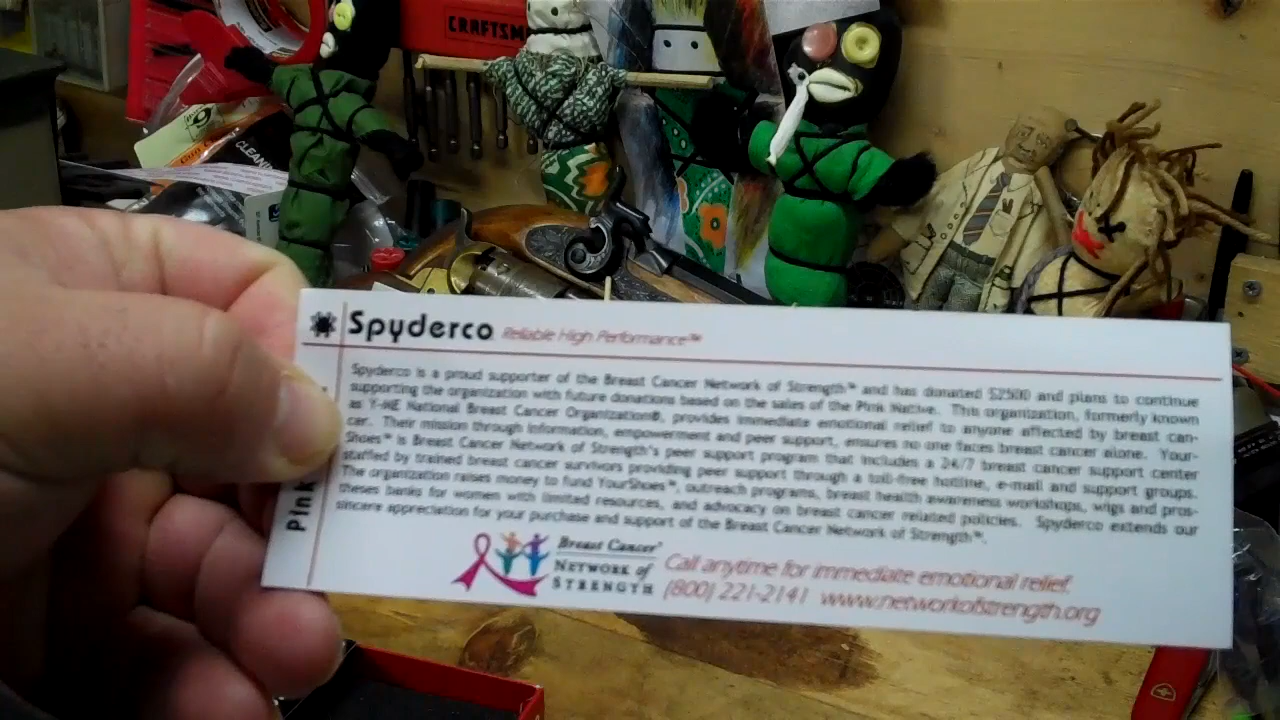 CRAFTSM
CLEANI
Spyderco Reliable High Performance™
Spyderco is a proud supporter of the Breast Cancer Network of Strength™ and has donated $2500 and plans to continue
supporting the organization with future donations based on the sales of the Pink Native. This organization, formerly known
as Y-ME National Breast Cancer Organization®, provides immediate emotional relief to anyone affected by breast can-
cer. Their mission through information, empowerment and peer support, ensures no one faces breast cancer alone. Your-
Shoes™ is Breast Cancer Network of Strength's peer support program that includes a 24/7 breast cancer support center
staffed by trained breast cancer survivors providing peer support through a toll-free hotline, e-mail and support groups.
The organization raises money to fund YourShoes™, outreach programs, breast health awareness workshops, wigs and pros-
theses banks for women with limited resources, and advocacy on breast cancer related policies. Spyderco extends our
sincere appreciation for your purchase and support of the Breast Cancer Network of Strength™.
Pink
Breast Cancer
NETWORK of
STRENGTH
Call anytime for immediate emotional relief.
(800) 221-2141 www.networkofstrength.org